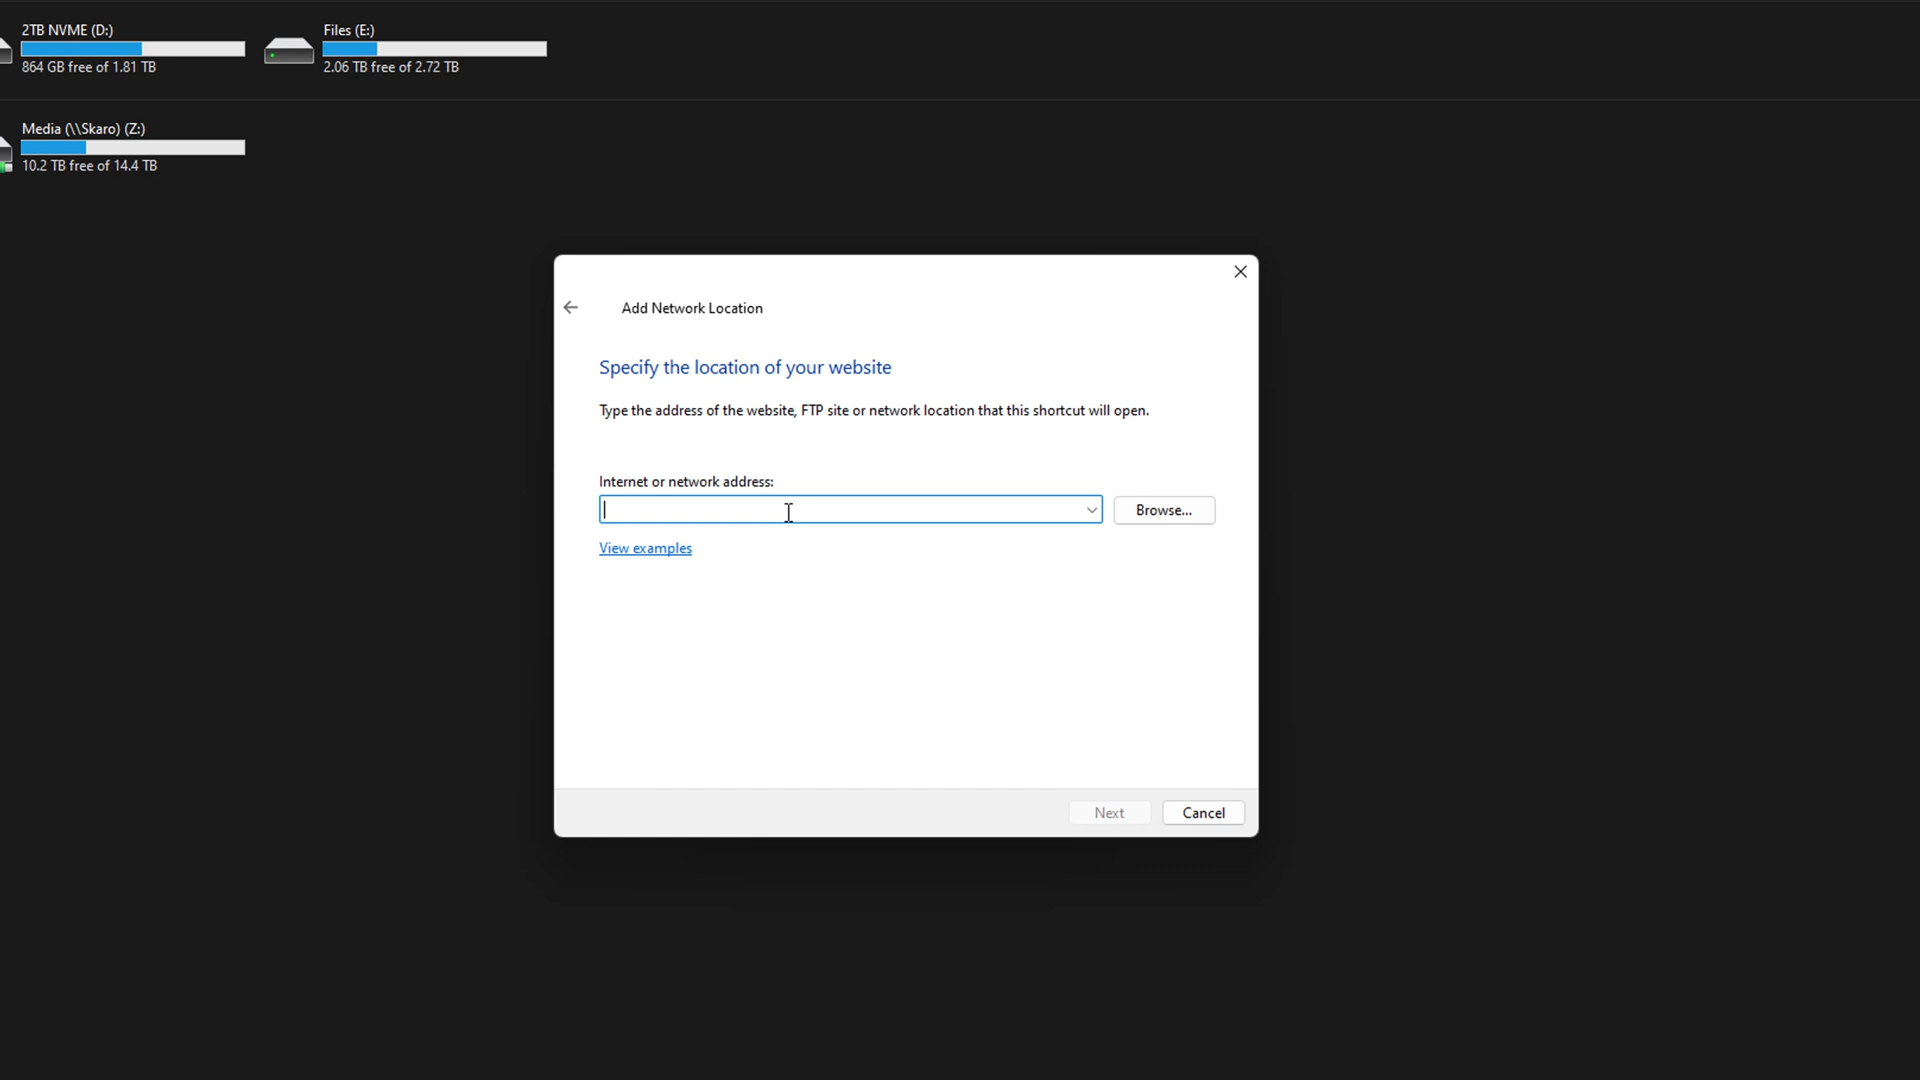 2TB NVME (D:)
864 GB free of 1.81 TB
Files (E:)
2.06 TB free of 2.72 TB
Media (\\Skaro) (Z:)
10.2 TB free of 14.4 TB
Add Network Location
Specify the location of your website
Type the address of the website, FTP site or network location that this shortcut will open.
Internet or network address:
Browse...
View examples
Next
Cancel